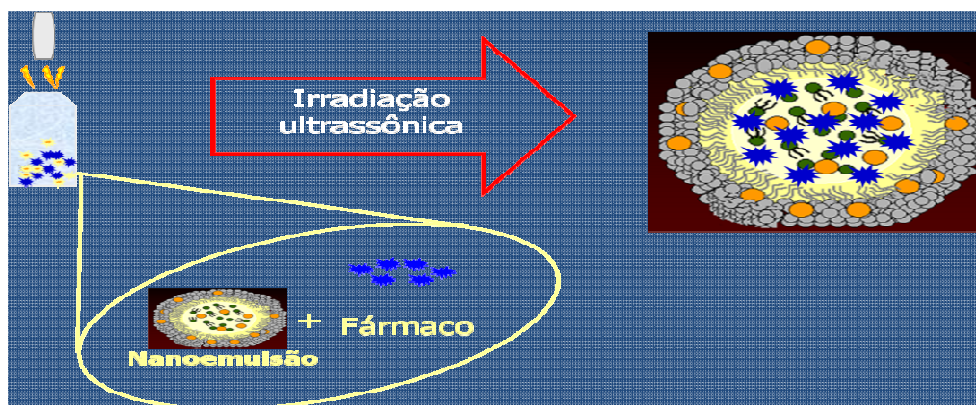 Irradiação
ultrassônica
+
Fármaco
Nanoemulsão